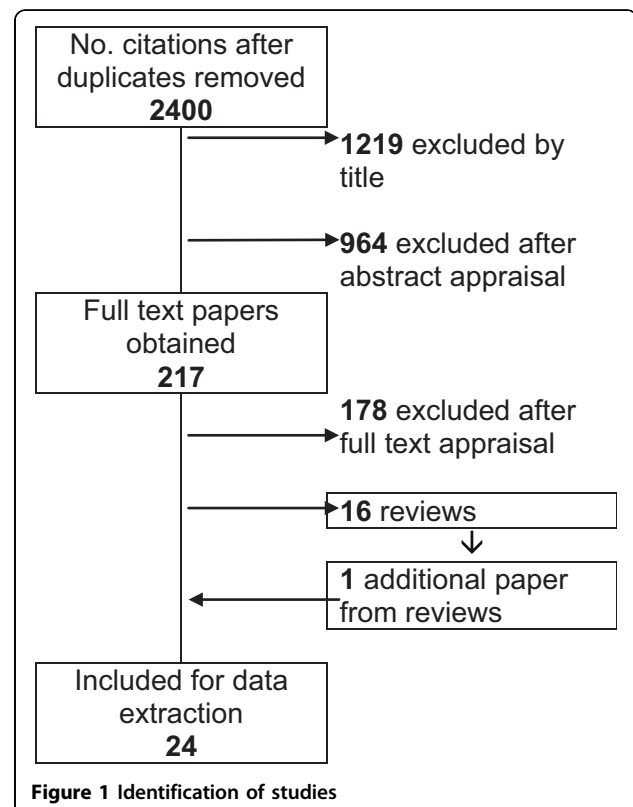 No. citations after
duplicates removed
2400
1219 excluded by
title
964 excluded after
abstract appraisal
Full text papers
obtained
217
178 excluded after
full text appraisal
16 reviews
1 additional paper
from reviews
Included for data
extraction
24
Figure 1 Identification of studies